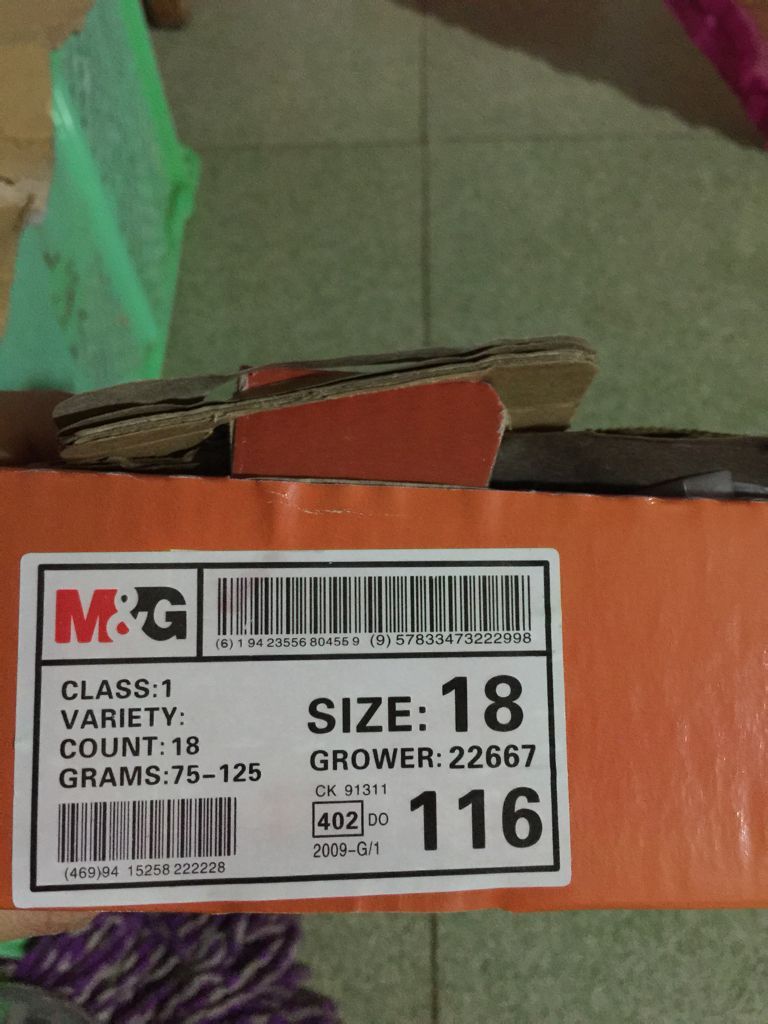 M&G
(6) 1 94 23556 80455 9 (9) 57833473222998
CLASS:1
VARIETY:
COUNT: 18
GRAMS:75-125
SIZE: 18
GROWER: 22667
CK 91311
402 DO
2009-G/1
116
(469)94 15258 222228